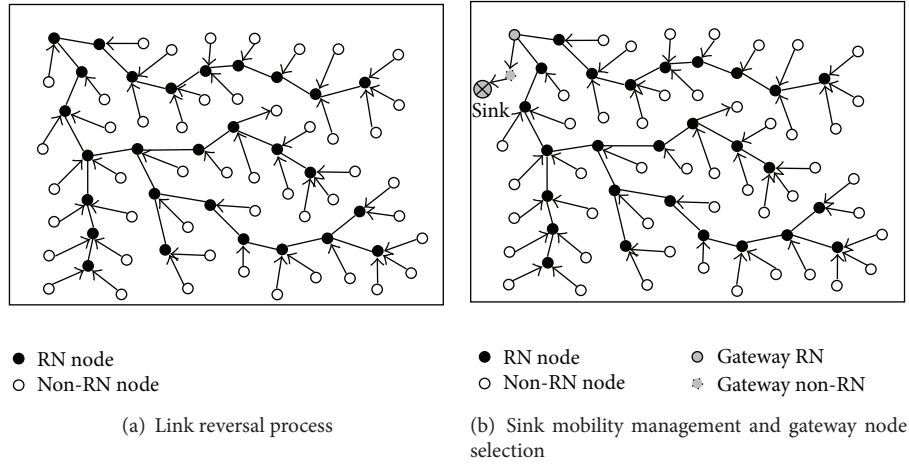 Sink
RN node
Non-RN node
(a) Link reversal process
RN node
Non-RN node
Gateway RN
Gateway non-RN
(b) Sink mobility management and gateway node
selection